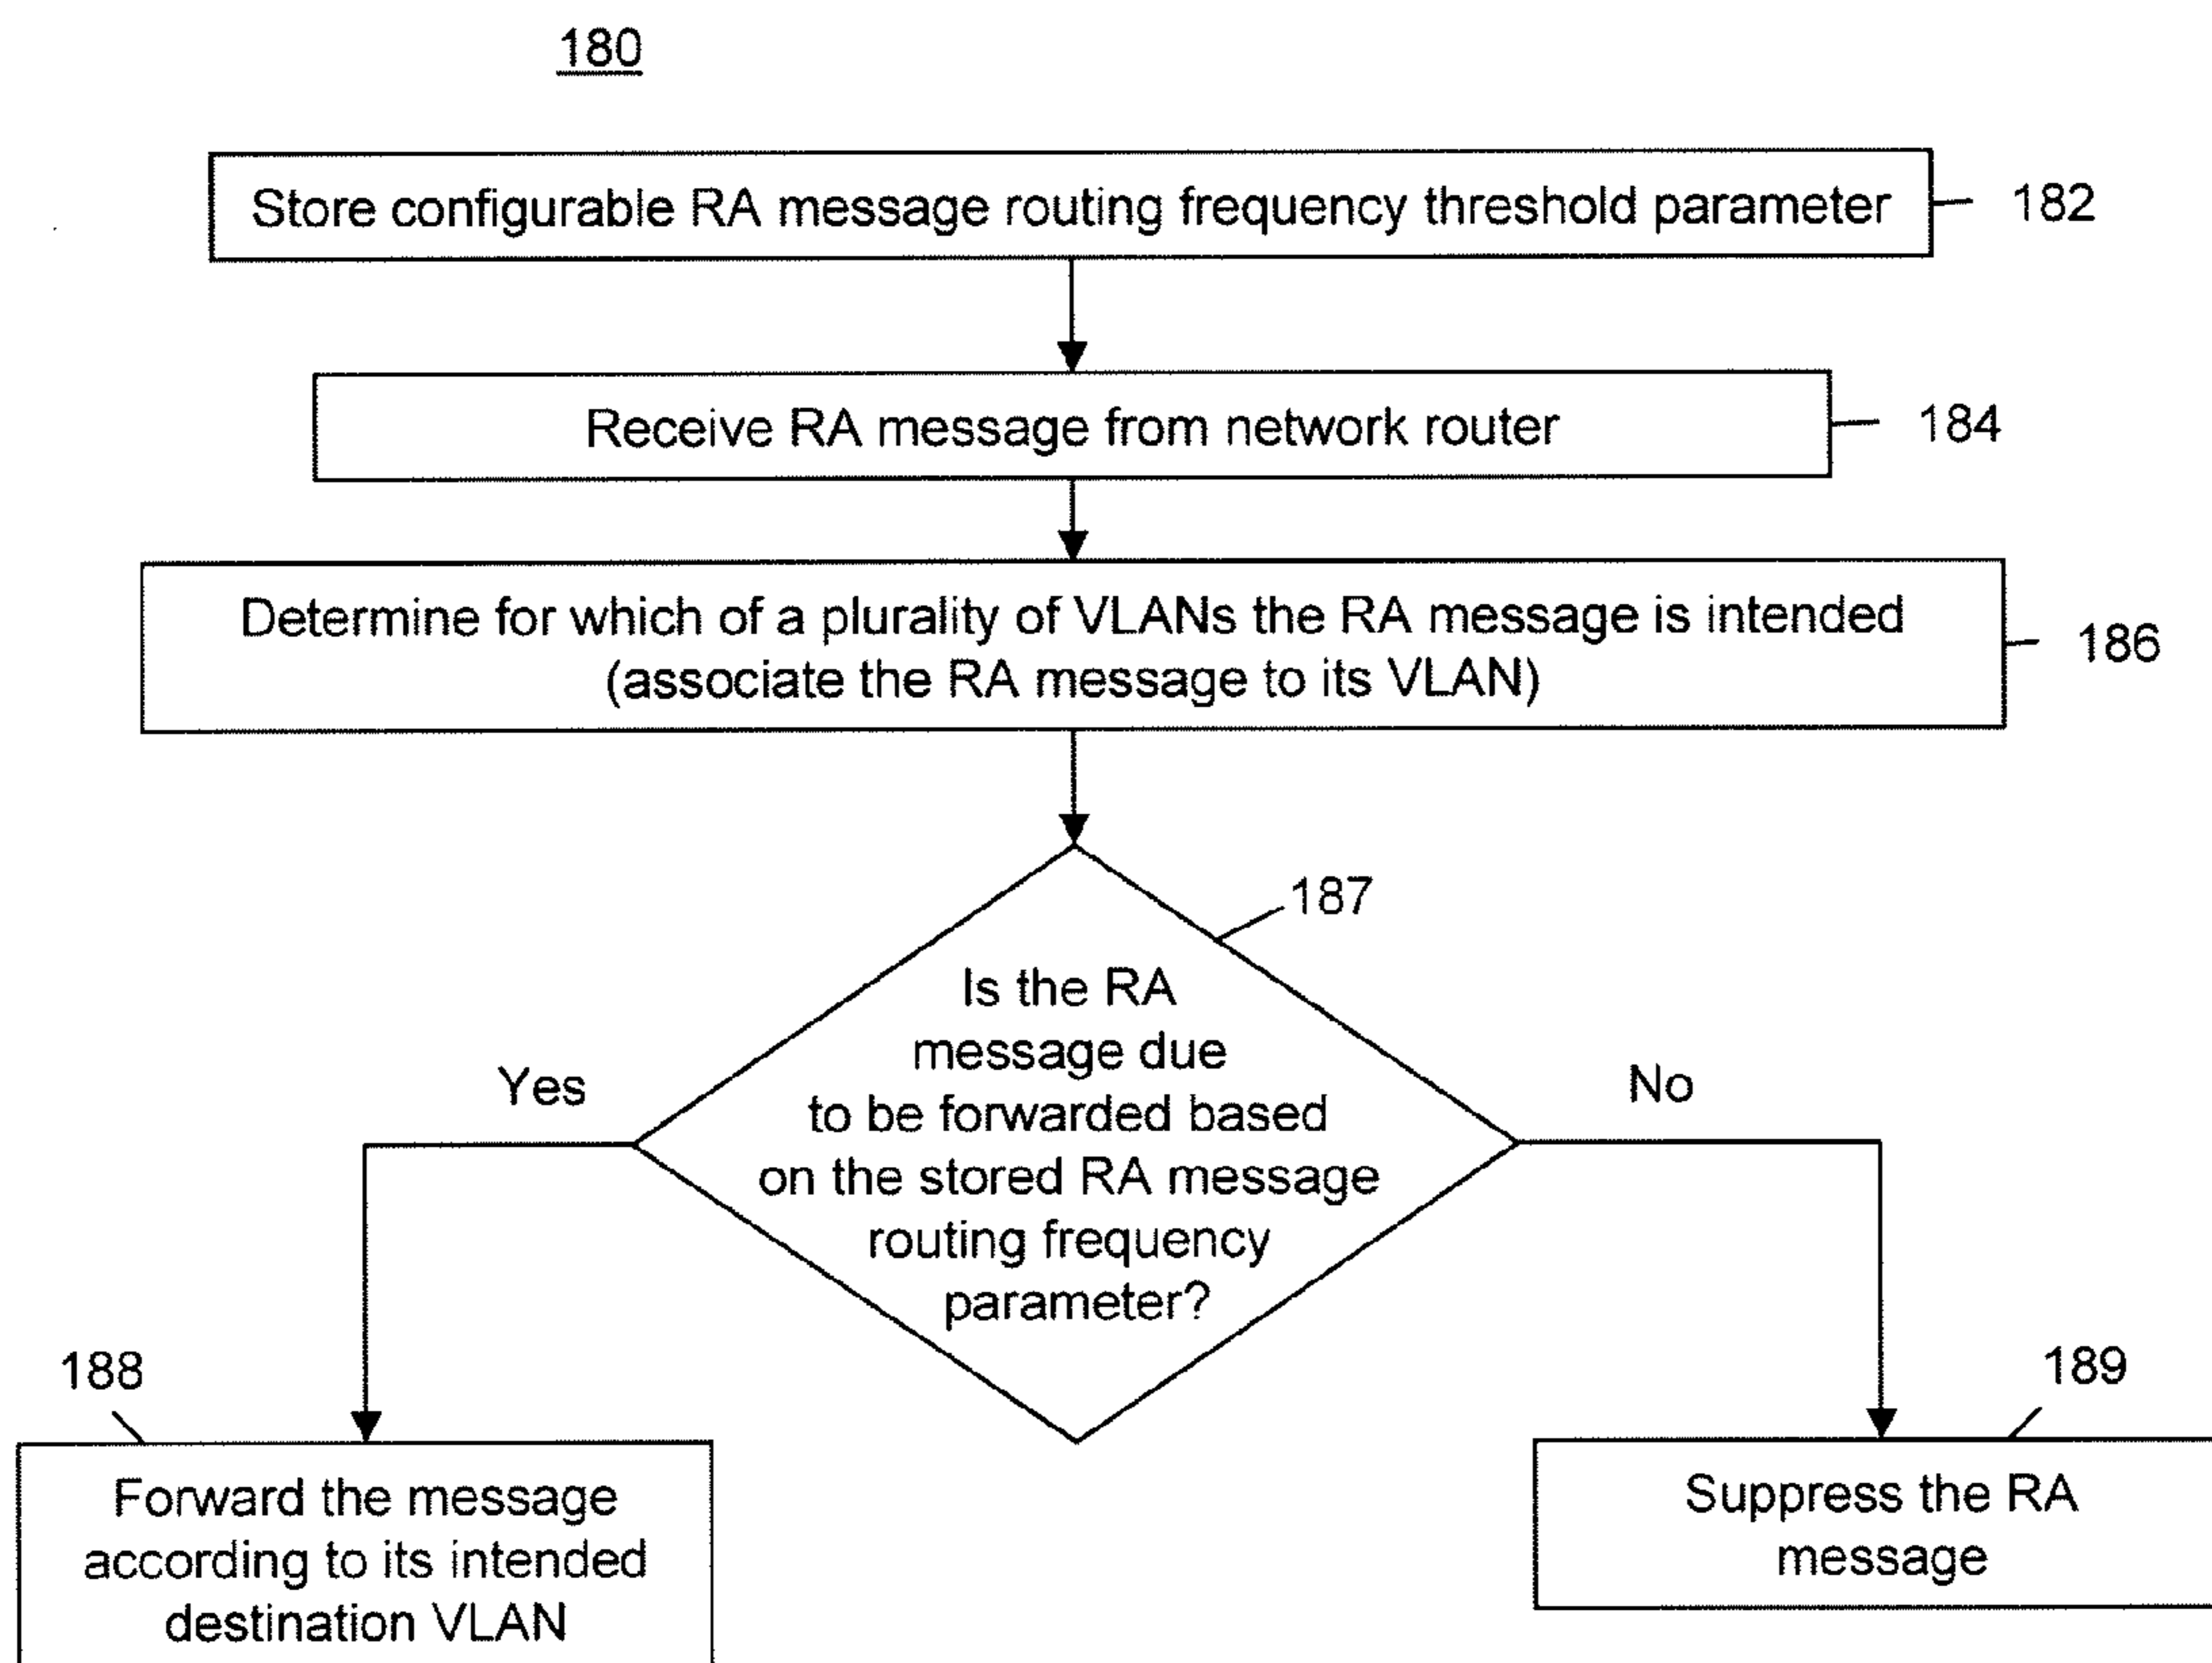 180
Store configurable RA message routing frequency threshold parameter
182
Receive RA message from network router
184
Determine for which of a plurality of VLANs the RA message is intended
(associate the RA message to its VLAN)
186
187
Is the RA
message due
to be forwarded based
on the stored RA message
routing frequency
parameter?
Yes
No
188
Forward the message
according to its intended
destination VLAN
189
Suppress the RA
message